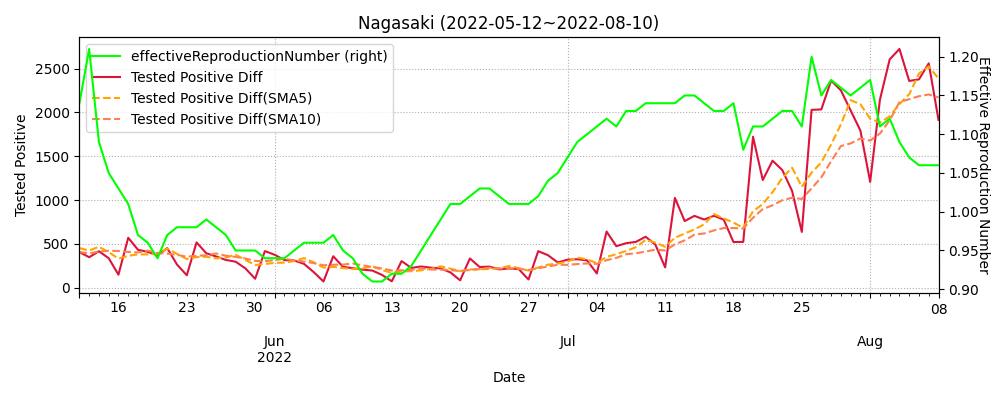 Nagasaki (2022-05-12~2022-08-10)
effectiveReproductionNumber (right)
Tested Positive Diff
Tested Positive Diff(SMA5)
Tested Positive Diff(SMA10)
Tested Positive
2500
2000
1500
1000
500
0
1.20
1.15
1.10
1.05
1.00
0.95
0.90
Effective Reproduction Number
16 23 30 06 13 20 27 04 11 18 25 08
Jun Jul Aug
2022
Date